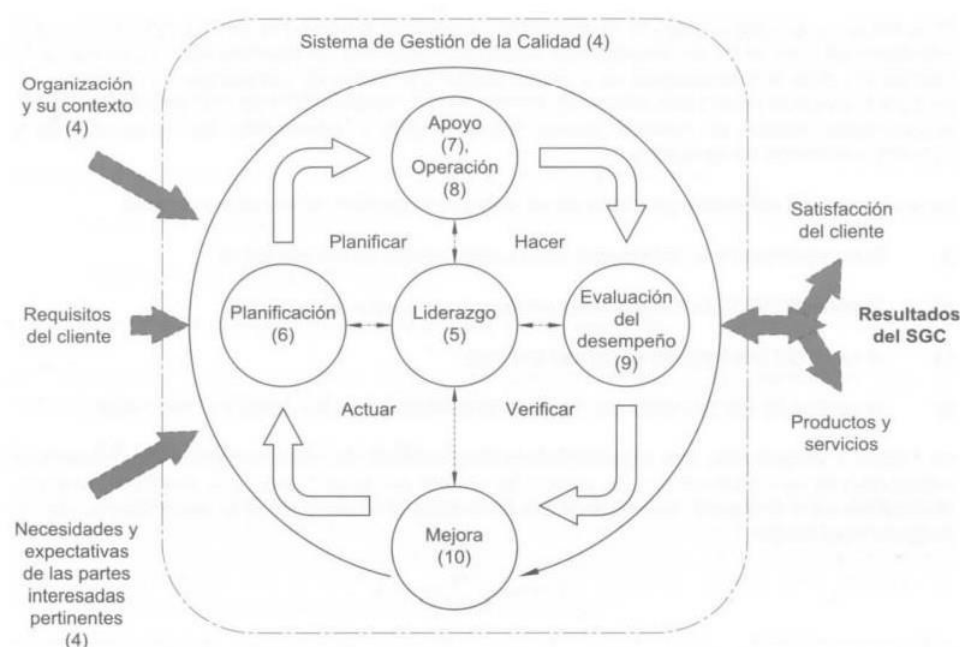 Sistema de Gestión de la Calidad (4)
Organización
y su contexto
(4)
Apoyo
(7),
Operación
(8)
Satisfacción
del cliente
Planificar
Hacer
Requisitos
del cliente
Planificación
(6)
Liderazgo
(5)
Evaluación
del
desempeño
(9)
Resultados
del SGC
Actuar
Verificar
Productos y
servicios
Mejora
(10)
Necesidades y
expectativas
de las partes
interesadas
pertinentes
(4)